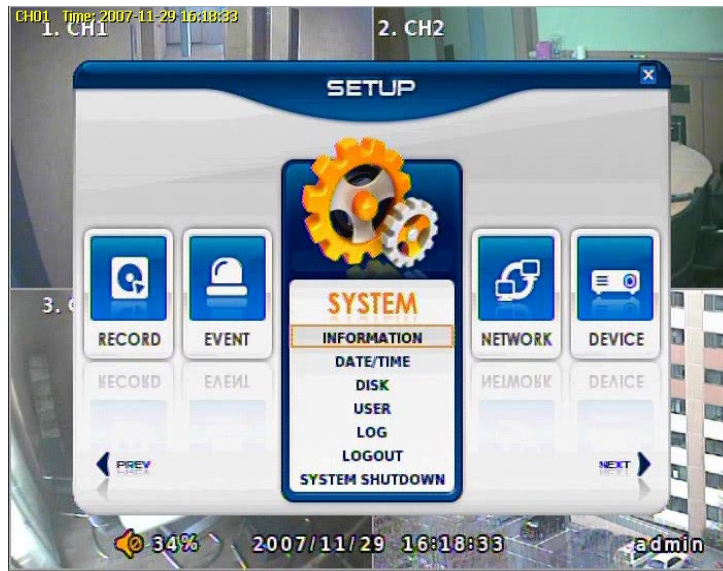 CH01 Time: 2007-11-29 16:18:33
1. CH1
2. CH2
SETUP
SYSTEM
INFORMATION
DATE/TIME
DISK
USER
LOG
LOGOUT
SYSTEM SHUTDOWN
RECORD
EVENT
NETWORK
DEVICE
3.
PREV
NEXT
34%
2007/11/29 16:18:33
admin